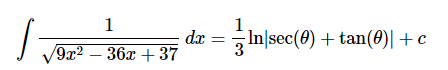 ∫ 1/√(9x² − 36x + 37) dx = 1/3 ln|sec(θ) + tan(θ)| + c